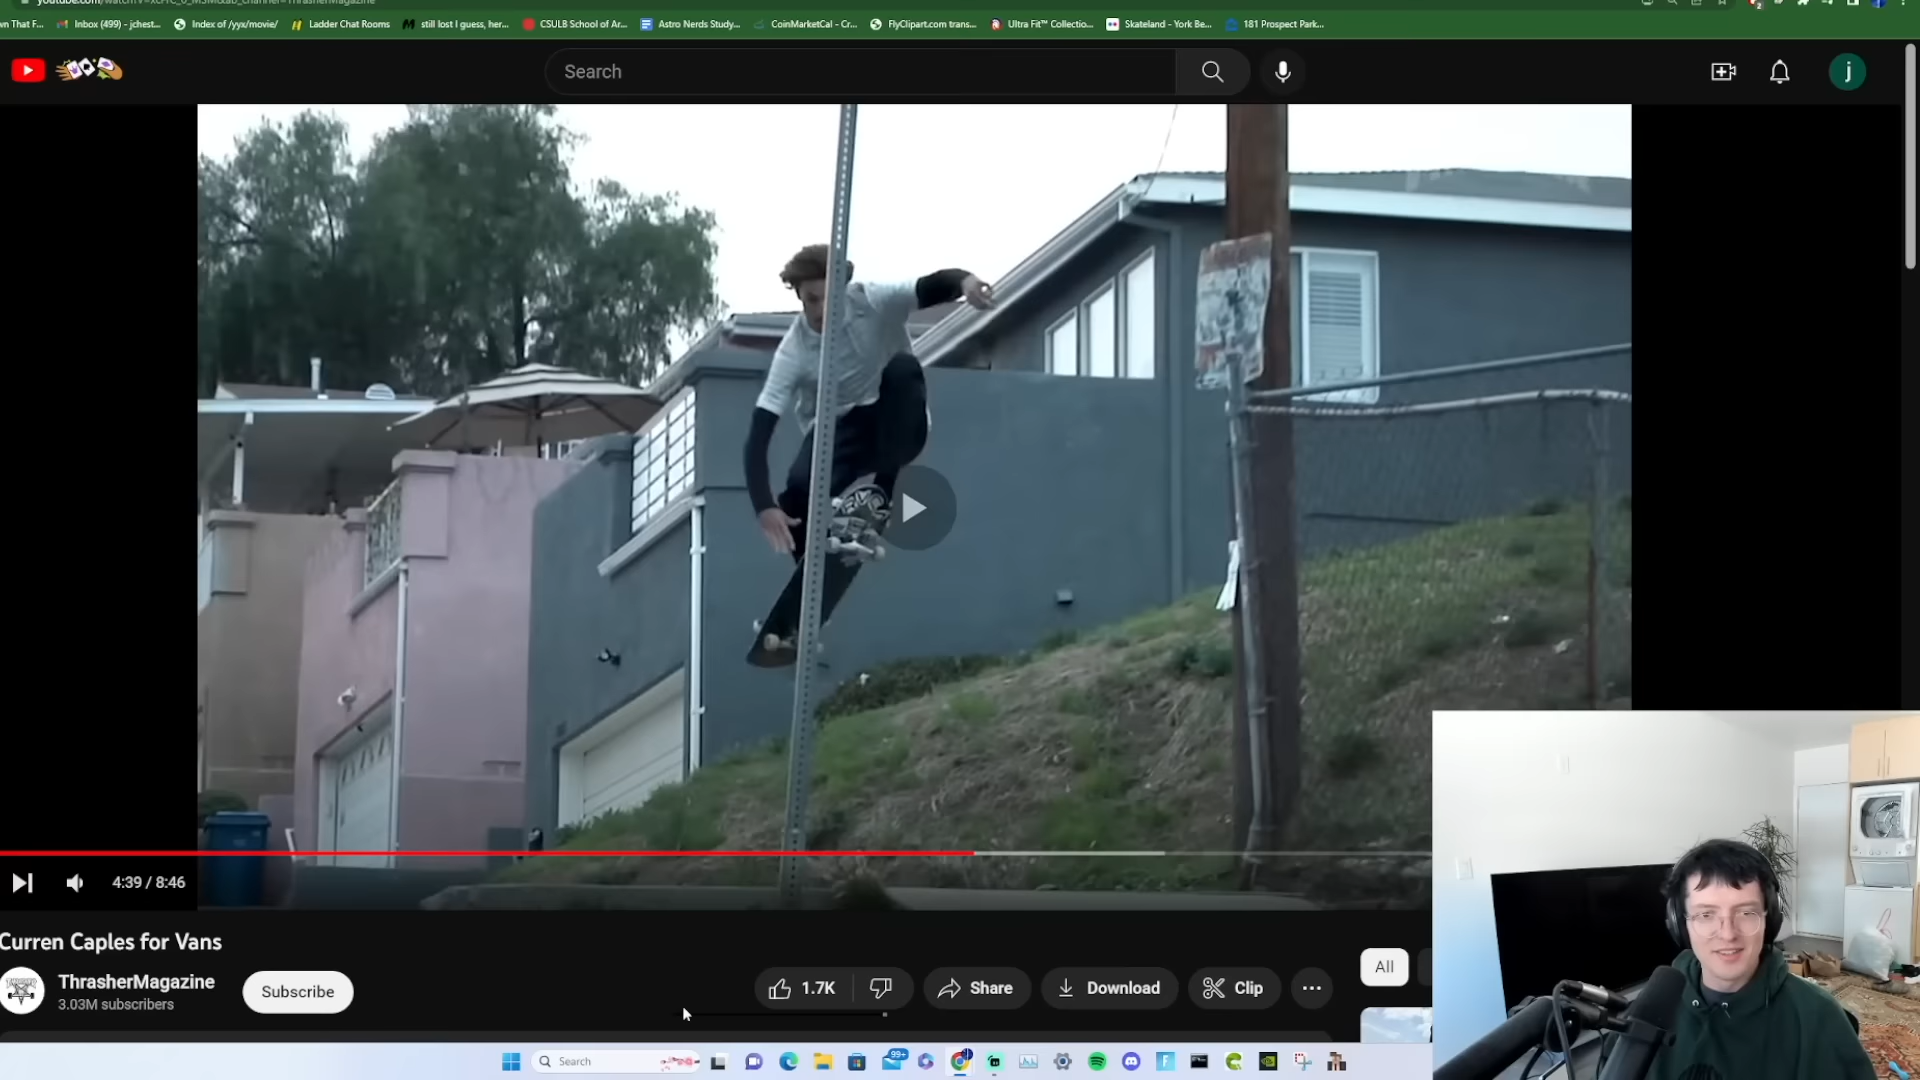 wn That F...
Inbox (499) - jchest...
Index of /yyx/movie/
Ladder Chat Rooms
still lost I guess, her...
CSULB School of Ar...
Astro Nerds Study...
CoinMarketCal - Cr...
FlyClipart.com trans...
Ultra Fit™ Collectio...
Skateland - York Be...
181 Prospect Park...
Search
j
4:39 / 8:46
Curren Caples for Vans
ThrasherMagazine
3.03M subscribers
Subscribe
1.7K
Share
Download
Clip
All
Search
99+